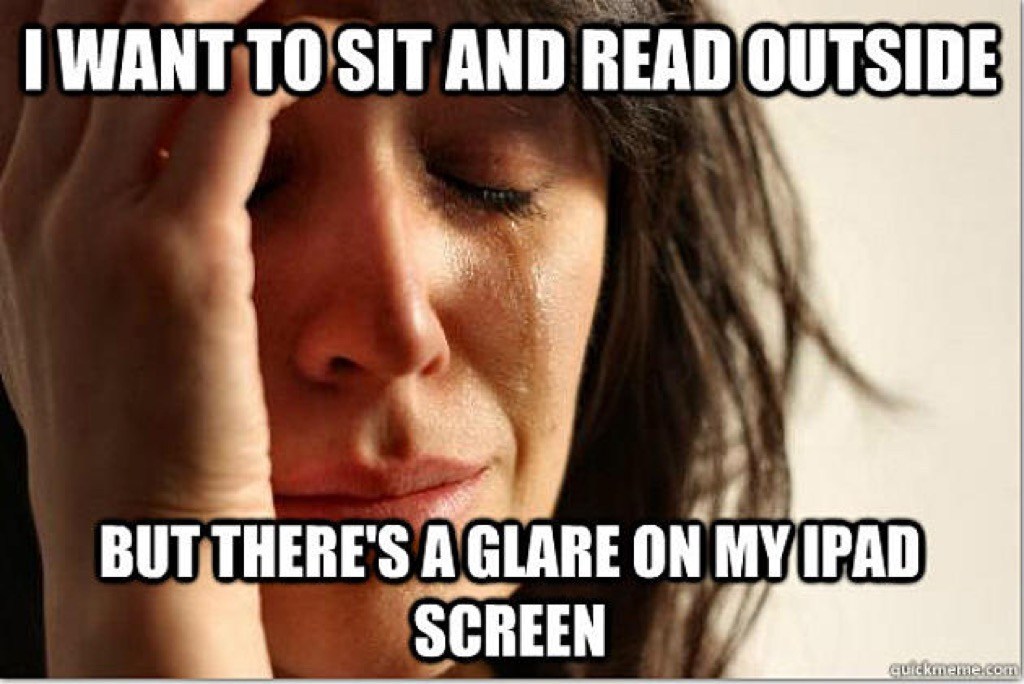 I WANT TO SIT AND READ OUTSIDE
BUT THERE'S A GLARE ON MY IPAD
SCREEN
quickmeme.com